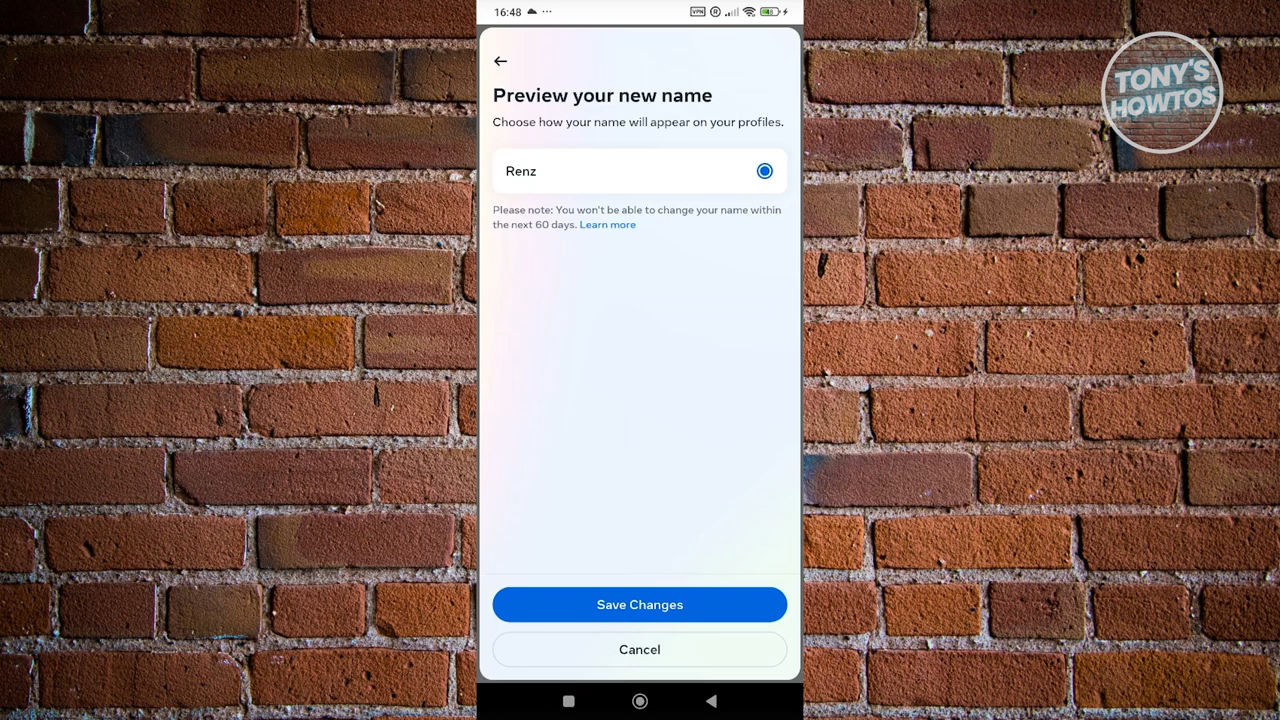 16:48
VPN R
TONY'S
HOWTOS
Preview your new name
Choose how your name will appear on your profiles.
Renz
Please note: You won't be able to change your name within
the next 60 days. Learn more
Save Changes
Cancel